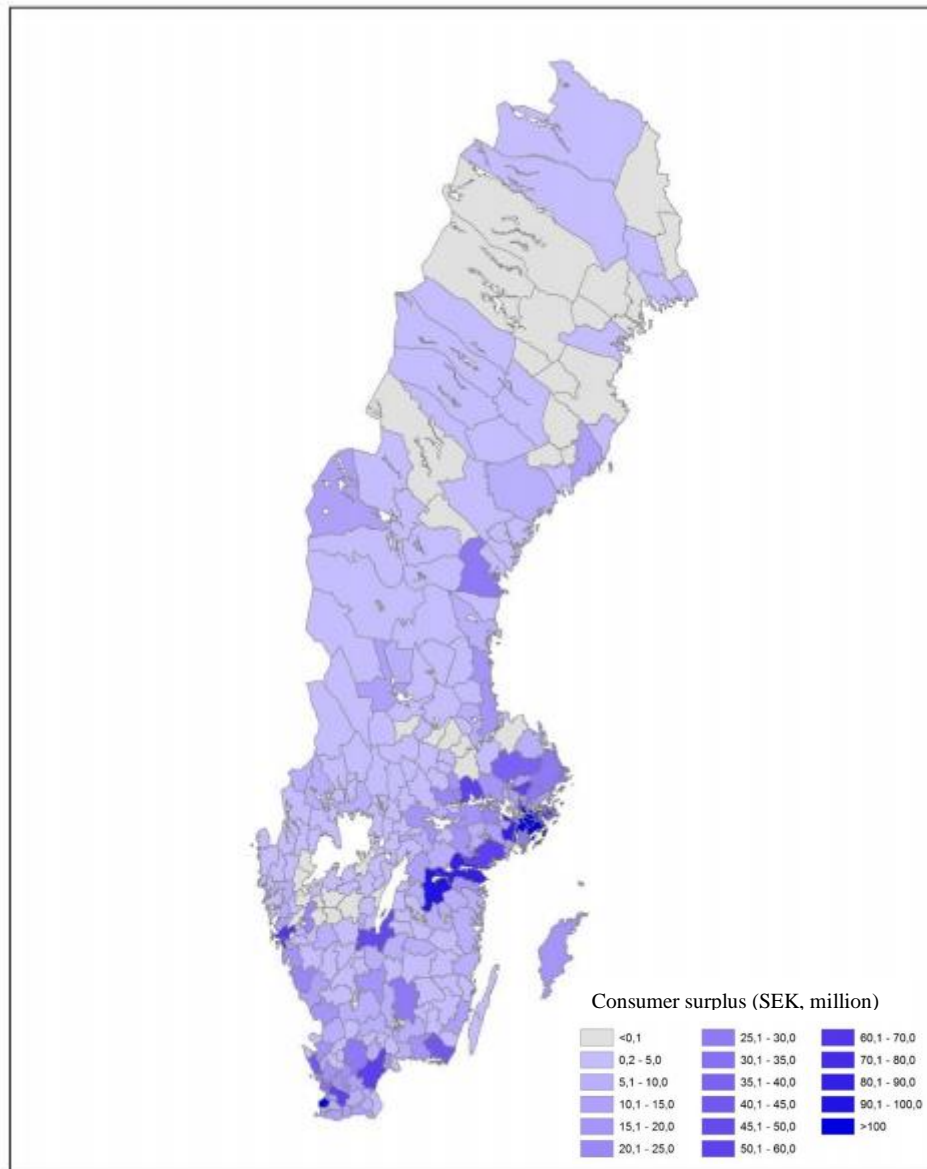 Consumer surplus (SEK, million)
<0,1
0,2 - 5,0
5,1 - 10,0
10,1 - 15,0
15,1 - 20,0
20,1 - 25,0
25,1 - 30,0
30,1 - 35,0
35,1 - 40,0
40,1 - 45,0
45,1 - 50,0
50,1 - 60,0
60,1 - 70,0
70,1 - 80,0
80,1 - 90,0
90,1 - 100,0
>100